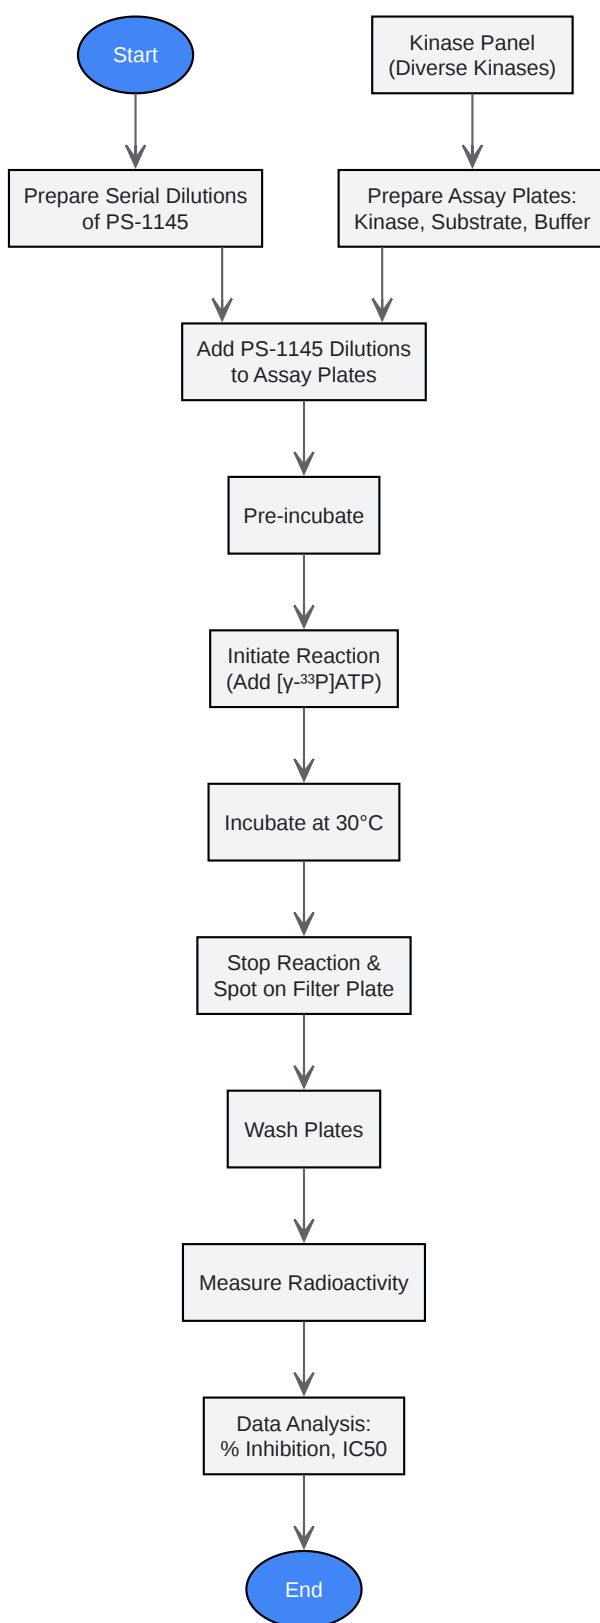 Start
Kinase Panel
(Diverse Kinases)
Prepare Serial Dilutions
of PS-1145
Prepare Assay Plates:
Kinase, Substrate, Buffer
Add PS-1145 Dilutions
to Assay Plates
Pre-incubate
Initiate Reaction
(Add [γ-³³P]ATP)
Incubate at 30°C
Stop Reaction &
Spot on Filter Plate
Wash Plates
Measure Radioactivity
Data Analysis:
% Inhibition, IC50
End